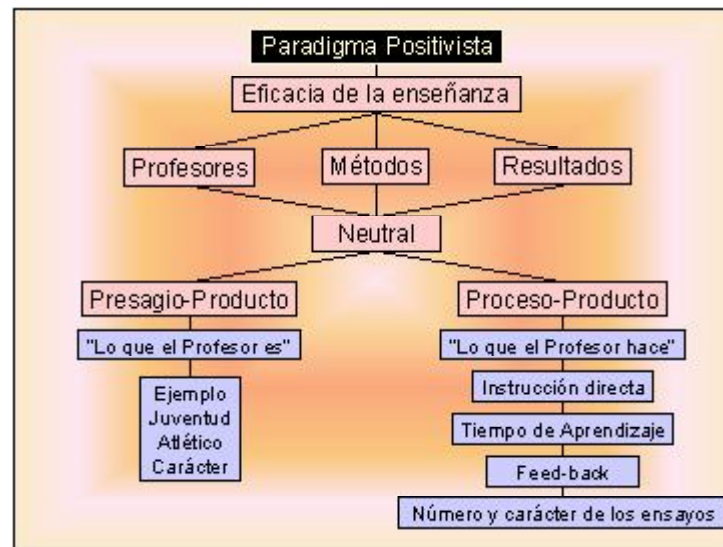 Paradigma Positivista
Eficacia de la enseñanza
Profesores
Métodos
Resultados
Neutral
Presagio-Producto
Proceso-Producto
"Lo que el Profesor es"
"Lo que el Profesor hace"
Ejemplo
Juventud
Atlético
Carácter
Instrucción directa
Tiempo de Aprendizaje
Feed-back
Número y carácter de los ensayos